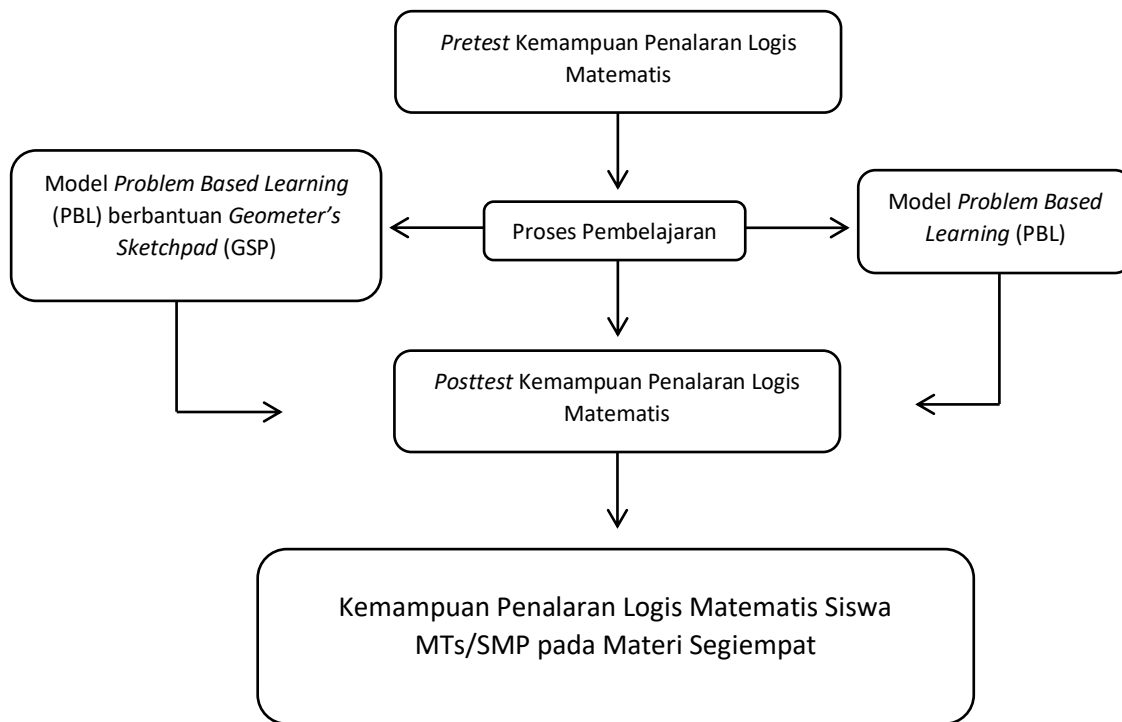 Pretest Kemampuan Penalaran Logis
Matematis
Model Problem Based Learning
(PBL) berbantuan Geometer’s
Sketchpad (GSP)
Proses Pembelajaran
Model Problem Based
Learning (PBL)
Posttest Kemampuan Penalaran Logis
Matematis
Kemampuan Penalaran Logis Matematis Siswa
MTs/SMP pada Materi Segiempat